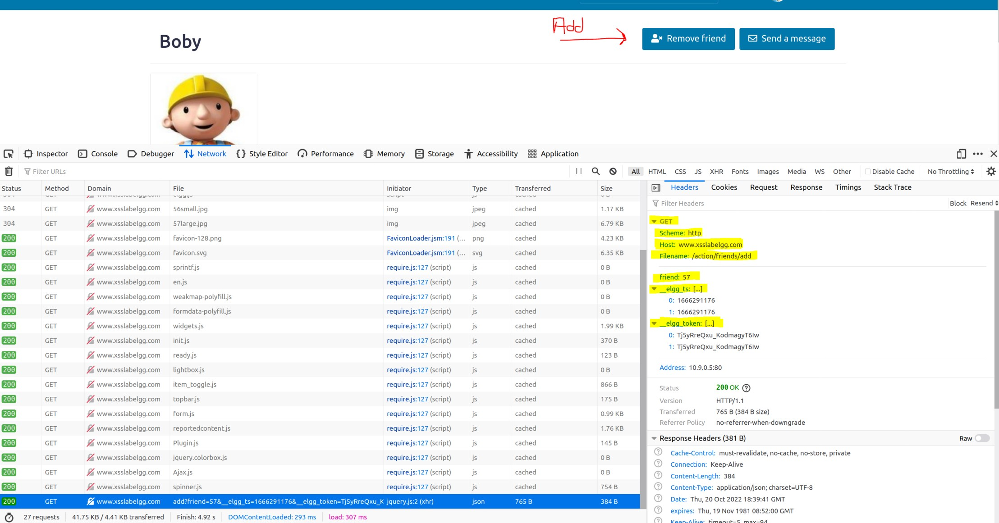 Add
Boby
Remove friend
Send a message
Inspector Console Debugger Network {} Style Editor Performance Memory Storage Accessibility Application
Filter URLs
All HTML CSS JS XHR Fonts Images Media WS Other Disable Cache No Throttling
Status Method Domain File Initiator Type Transferred Size
304 GET www.xsslabelgg.com elgg.js script js cached 0 B
304 GET www.xsslabelgg.com 56small.jpg img jpeg cached 1.17 KB
304 GET www.xsslabelgg.com 57large.jpg img jpeg cached 6.79 KB
200 GET www.xsslabelgg.com favicon-128.png FaviconLoader.jsm:191 (... png cached 4.23 KB
200 GET www.xsslabelgg.com favicon.svg FaviconLoader.jsm:191 (... svg cached 6.35 KB
200 GET www.xsslabelgg.com sprintf.js require.js:127 (script) js cached 0 B
200 GET www.xsslabelgg.com en.js require.js:127 (script) js cached 0 B
200 GET www.xsslabelgg.com weakmap-polyfill.js require.js:127 (script) js cached 0 B
200 GET www.xsslabelgg.com formdata-polyfill.js require.js:127 (script) js cached 0 B
200 GET www.xsslabelgg.com widgets.js require.js:127 (script) js cached 1.99 KB
200 GET www.xsslabelgg.com init.js require.js:127 (script) js cached 370 B
200 GET www.xsslabelgg.com ready.js require.js:127 (script) js cached 123 B
200 GET www.xsslabelgg.com lightbox.js require.js:127 (script) js cached 0 B
200 GET www.xsslabelgg.com item_toggle.js require.js:127 (script) js cached 866 B
200 GET www.xsslabelgg.com topbar.js require.js:127 (script) js cached 175 B
200 GET www.xsslabelgg.com form.js require.js:127 (script) js cached 0.99 KB
200 GET www.xsslabelgg.com reportedcontent.js require.js:127 (script) js cached 1.76 KB
200 GET www.xsslabelgg.com Plugin.js require.js:127 (script) js cached 145 B
200 GET www.xsslabelgg.com jquery.colorbox.js require.js:127 (script) js cached 0 B
200 GET www.xsslabelgg.com Ajax.js require.js:127 (script) js cached 0 B
200 GET www.xsslabelgg.com spinner.js require.js:127 (script) js cached 754 B
200 GET www.xsslabelgg.com add?friend=57&__elgg_ts=1666291176&__elgg_token=Tj5yRreQxu_K jquery.js:2 (xhr) json 765 B 384 B
27 requests 41.75 KB / 4.41 KB transferred Finish: 4.92 s DOMContentLoaded: 293 ms load: 307 ms
Headers Cookies Request Response Timings Stack Trace
Filter Headers Block Resend
GET
Scheme: http
Host: www.xsslabelgg.com
Filename: /action/friends/add
friend: 57
__elgg_ts: [...]
0: 1666291176
1: 1666291176
__elgg_token: [...]
0: Tj5yRreQxu_KodmagyT6Iw
1: Tj5yRreQxu_KodmagyT6Iw
Address: 10.9.0.5:80
Status 200 OK ?
Version HTTP/1.1
Transferred 765 B (384 B size)
Referrer Policy no-referrer-when-downgrade
Response Headers (381 B) Raw
? Cache-Control: must-revalidate, no-cache, no-store, private
? Connection: Keep-Alive
? Content-Length: 384
? Content-Type: application/json; charset=UTF-8
? Date: Thu, 20 Oct 2022 18:39:41 GMT
? expires: Thu, 19 Nov 1981 08:52:00 GMT
? Keep-Alive: timeout=5, max=94